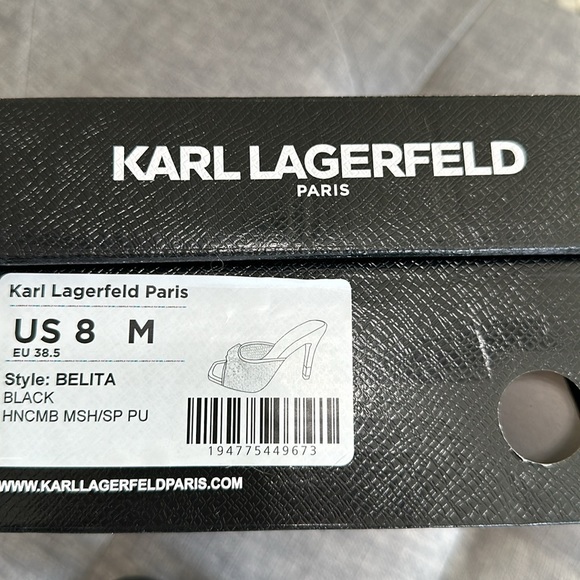 KARL LAGERFELD
PARIS
Karl Lagerfeld Paris
US 8 M
EU 38.5
Style: BELITA
BLACK
HNCMB MSH/SP PU
194775449673
WWW.KARLLAGERFELDPARIS.COM